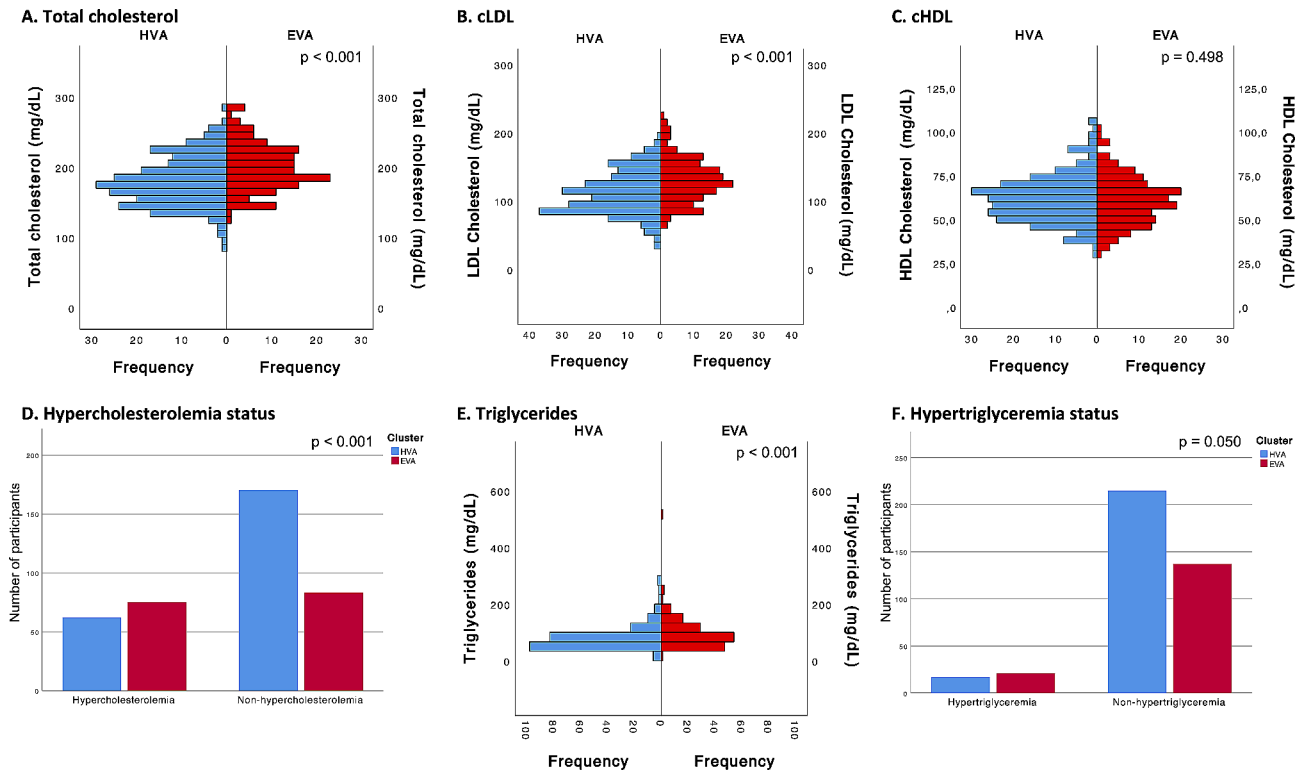 A. Total cholesterol
HVA EVA
p < 0.001
Total cholesterol (mg/dL)
300
200
100
0
300
200
100
0
Total cholesterol (mg/dL)
30 20 10 0 10 20 30
Frequency Frequency
B. cLDL
HVA EVA
p < 0.001
LDL Cholesterol (mg/dL)
300
200
100
0
300
200
100
0
LDL Cholesterol (mg/dL)
40 30 20 10 0 10 20 30 40
Frequency Frequency
C. cHDL
HVA EVA
p = 0.498
HDL Cholesterol (mg/dL)
125,0
100,0
75,0
50,0
25,0
,0
125,0
100,0
75,0
50,0
25,0
,0
HDL Cholesterol (mg/dL)
30 20 10 0 10 20 30
Frequency Frequency
D. Hypercholesterolemia status
p < 0.001
Cluster
HVA
EVA
Number of participants
200
150
100
50
0
Hypercholesterolemia Non-hypercholesterolemia
E. Triglycerides
HVA EVA
p < 0.001
Triglycerides (mg/dL)
600
400
200
0
600
400
200
0
Triglycerides (mg/dL)
100 80 60 40 20 0 20 40 60 80 100
Frequency Frequency
F. Hypertriglyceremia status
p = 0.050
Cluster
HVA
EVA
Number of participants
250
200
150
100
50
0
Hypertriglyceremia Non-hypertriglyceremia